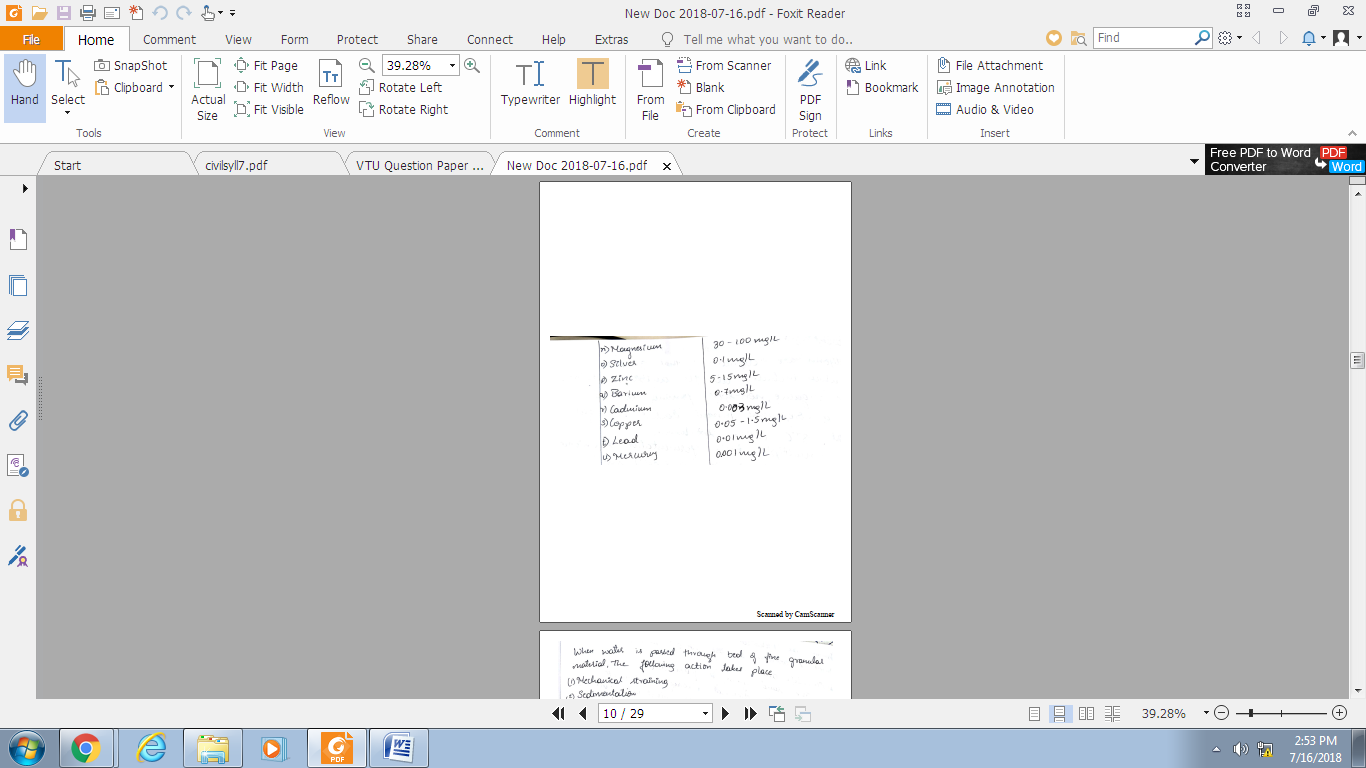 New Doc 2018-07-16.pdf - Foxit Reader
File Home Comment View Form Protect Share Connect Help Extras Tell me what you want to do.. Find
Hand
Select
SnapShot
Clipboard
Tools
Actual Size
Fit Page
Fit Width
Fit Visible
Reflow
39.28%
Rotate Left
Rotate Right
View
Typewriter
Highlight
Comment
From File
From Scanner
Blank
From Clipboard
Create
PDF Sign
Protect
Link
Bookmark
Links
File Attachment
Image Annotation
Audio & Video
Insert
Start civilsyll7.pdf VTU Question Paper ... New Doc 2018-07-16.pdf
Free PDF to Word Converter PDF Word
n) Magnesium 30 - 100 mg/L
o) Silver 0.1 mg/L
p) Zinc 5-15 mg/L
q) Barium 0.7 mg/L
r) Cadmium 0.003 mg/L
s) Copper 0.05 - 1.5 mg/L
t) Lead 0.01 mg/L
u) Mercury 0.001 mg/L
Scanned by CamScanner
When water is passed through bed of fine granular
material, The following action takes place
(1) Mechanical straining
(2) Sedimentation
10 / 29 39.28%
PDF
2:53 PM
7/16/2018